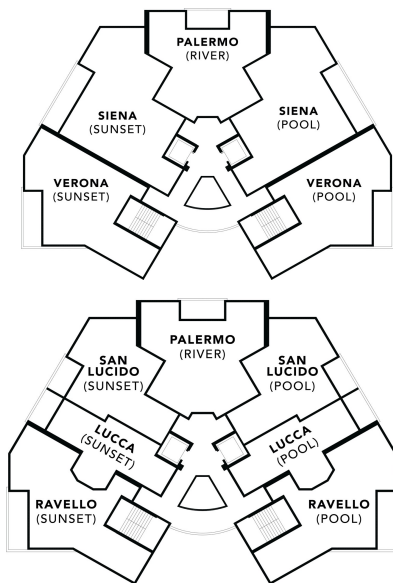 PALERMO
(RIVER)
SIENA
(SUNSET)
SIENA
(POOL)
VERONA
(SUNSET)
VERONA
(POOL)
PALERMO
(RIVER)
SAN
LUCIDO
(SUNSET)
SAN
LUCIDO
(POOL)
LUCCA
(SUNSET)
LUCCA
(POOL)
RAVELLO
(SUNSET)
RAVELLO
(POOL)